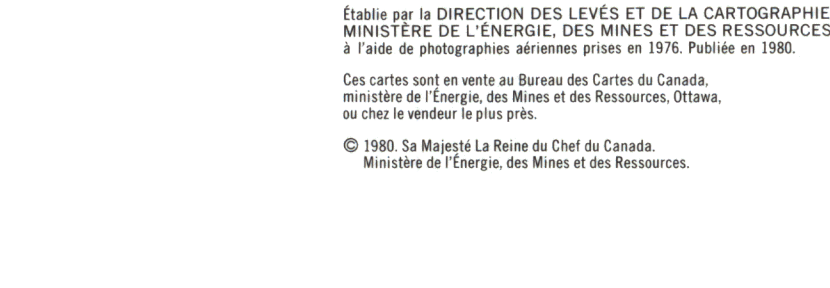 Établie par la DIRECTION DES LEVÉS ET DE LA CARTOGRAPHIE
MINISTÈRE DE L'ÉNERGIE, DES MINES ET DES RESSOURCES
à l'aide de photographies aériennes prises en 1976. Publiée en 1980.
Ces cartes sont en vente au Bureau des Cartes du Canada,
ministère de l'Énergie, des Mines et des Ressources, Ottawa,
ou chez le vendeur le plus près.
© 1980. Sa Majesté La Reine du Chef du Canada.
Ministère de l'Énergie, des Mines et des Ressources.